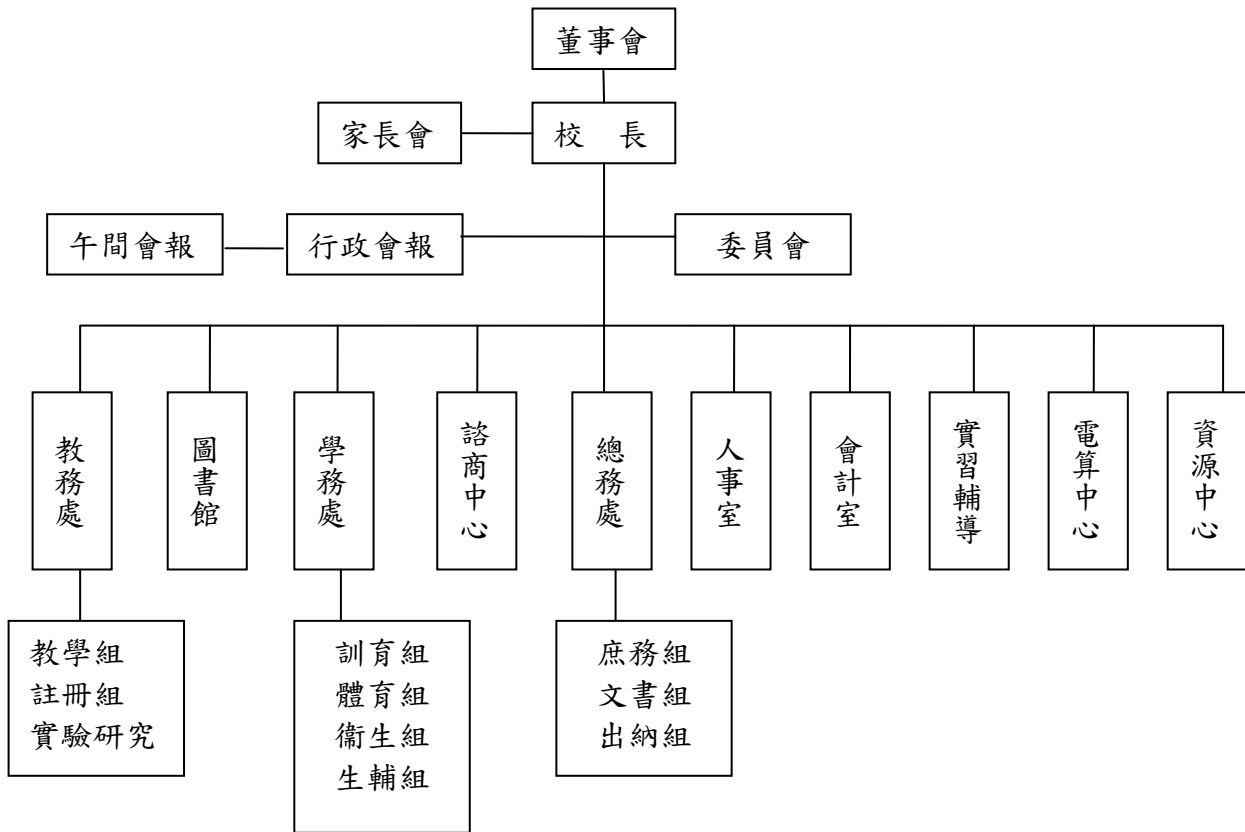 董事會
家長會
校　長
午間會報
行政會報
委員會
教務處
圖書館
學務處
諮商中心
總務處
人事室
會計室
實習輔導
電算中心
資源中心
教學組
註冊組
實驗研究
訓育組
體育組
衞生組
生輔組
庶務組
文書組
出納組